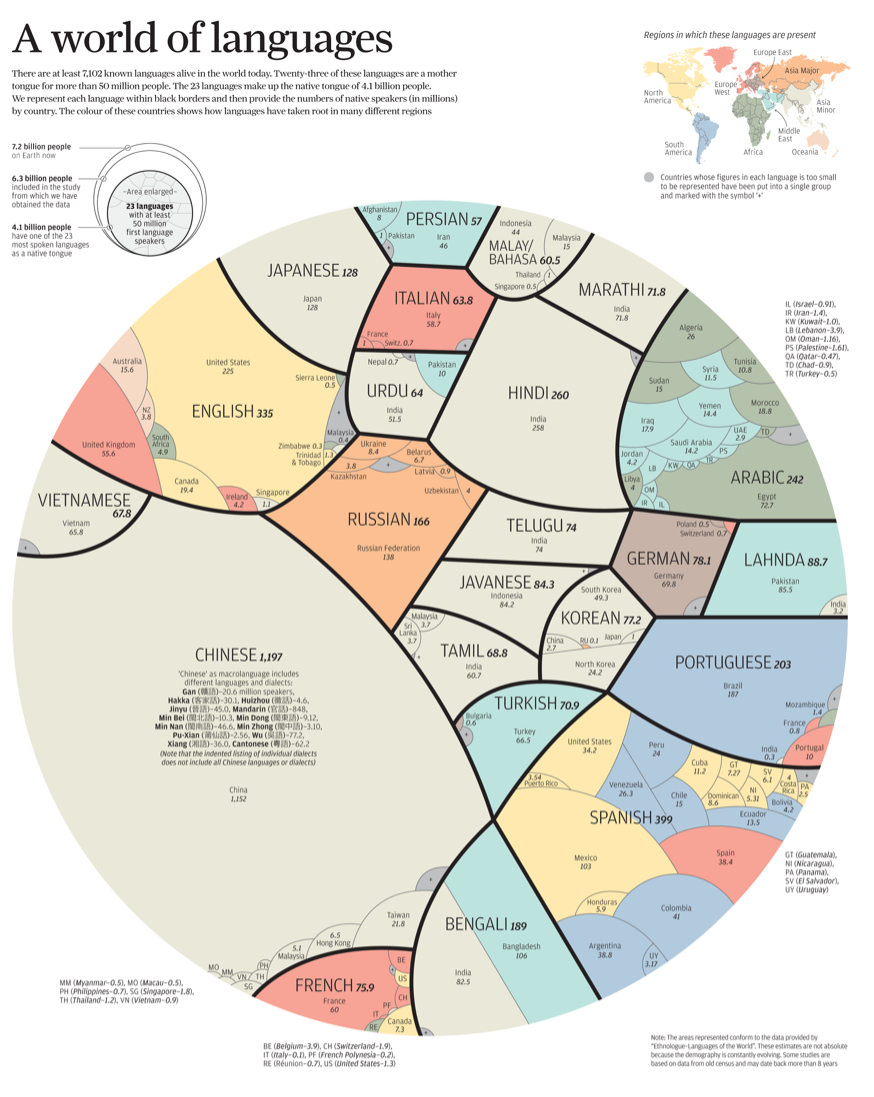 A world of languages
There are at least 7,102 known languages alive in the world today. Twenty-three of these languages are a mother
tongue for more than 50 million people. The 23 languages make up the native tongue of 4.1 billion people.
We represent each language within black borders and then provide the numbers of native speakers (in millions)
by country. The colour of these countries shows how languages have taken root in many different regions
7.2 billion people
on Earth now
6.3 billion people
included in the study
from which we have
obtained the data
4.1 billion people
have one of the 23
most spoken languages
as a native tongue
Area enlarged
23 languages
with at least
50 million
first language
speakers
Regions in which these languages are present
North
America
South
America
Europe
West
Europe East
Asia Major
Asia
Minor
Middle
East
Africa
Oceania
Countries whose figures in each language is too small
to be represented have been put into a single group
and marked with the symbol '+'
PERSIAN 57
Afghanistan
8
1 Pakistan
Iran
46
+
MALAY/
BAHASA 60.5
Indonesia
44
Malaysia
15
Thailand 1
Singapore 0.5
JAPANESE 128
Japan
128
ITALIAN 63.8
Italy
58.7
France
1
Switz. 0.7
+
MARATHI 71.8
India
71.8
URDU 64
Nepal 0.7
Pakistan
10
India
51.5
HINDI 260
India
258
+
ENGLISH 335
United States
225
Australia
15.6
NZ
3.8
United Kingdom
55.6
South
Africa
4.9
Canada
19.4
Ireland
4.2
Singapore
1.1
Sierra Leone
0.5
Malaysia
0.4
Zimbabwe 0.3
Trinidad
& Tobago
1.3
ARABIC 242
Algeria
26
Tunisia
10.8
Syria
11.5
Sudan
15
Morocco
18.8
Yemen
14.4
Iraq
17.9
UAE
2.9
TD
+
Saudi Arabia
14.2
PS
Jordan
4.2
LB
KW
QA
TR
Libya
4
OM
IR
IL
Egypt
72.7
IL (Israel-0.91),
IR (Iran-1.4),
KW (Kuwait-1.0),
LB (Lebanon-3.9),
OM (Oman-1.16),
PS (Palestine-1.61),
QA (Qatar-0.47),
TD (Chad-0.9),
TR (Turkey-0.5)
VIETNAMESE
67.8
Vietnam
65.8
+
RUSSIAN 166
Ukraine
8.4
Belarus
6.7
3.8
Kazakhstan
+
Latvia 0.9
Uzbekistan 4
Russian Federation
138
TELUGU 74
India
74
GERMAN 78.1
Poland 0.5
Switzerland 0.7
Germany
69.8
+
LAHNDA 88.7
Pakistan
85.5
India
3.2
JAVANESE 84.3
Indonesia
84.2
+
KOREAN 77.2
South Korea
49.3
China
2.7
RU 0.1
Japan 1
North Korea
24.2
TAMIL 68.8
Malaysia
3.7
Sri
Lanka
3.7
+
India
60.7
PORTUGUESE 203
Brazil
187
Mozambique
1.4
+
France
0.8
Portugal
10
India
0.3
CHINESE 1,197
'Chinese' as macrolanguage includes
different languages and dialects:
Gan (贛語)-20.6 million speakers,
Hakka (客家語)-30.1, Huizhou (徽語)-4.6,
Jinyu (晉語)-45.0, Mandarin (官話)-848,
Min Bei (閩北語)-10.3, Min Dong (閩東語)-9.12,
Min Nan (閩南語)-46.6, Min Zhong (閩中語)-3.10,
Pu-Xian (莆仙話)-2.56, Wu (吳語)-77.2,
Xiang (湘語)-36.0, Cantonese (粵語)-62.2
(Note that the indented listing of individual dialects
does not include all Chinese languages or dialects)
China
1,152
+
Taiwan
21.8
6.5
Hong Kong
5.1
Malaysia
MO
MM
VN
PH
TH
SG
TURKISH 70.9
Bulgaria
0.6
+
Turkey
66.5
SPANISH 399
United States
34.2
1.54
Puerto Rico
Peru
24
Venezuela
26.3
Cuba
11.2
GT
7.27
SV
6.1
4
Costa
Rica
+
PA
2.5
Chile
15
Dominican
8.6
NI
5.31
Bolivia
4.2
Ecuador
13.5
Spain
38.4
Mexico
103
Honduras
5.9
Colombia
41
Argentina
38.8
UY
3.17
GT (Guatemala),
NI (Nicaragua),
PA (Panama),
SV (El Salvador),
UY (Uruguay)
BENGALI 189
Bangladesh
106
India
82.5
+
FRENCH 75.9
France
60
BE
+
US
CH
PF
IT
RE
Canada
7.3
MM (Myanmar-0.5), MO (Macau-0.5),
PH (Philippines-0.7), SG (Singapore-1.8),
TH (Thailand-1.2), VN (Vietnam-0.9)
BE (Belgium-3.9), CH (Switzerland-1.9),
IT (Italy-0.1), PF (French Polynesia-0.2),
RE (Réunion-0.7), US (United States-1.3)
Note: The areas represented conform to the data provided by
"Ethnologue-Languages of the World". These estimates are not absolute
because the demography is constantly evolving. Some studies are
based on data from old census and may date back more than 8 years